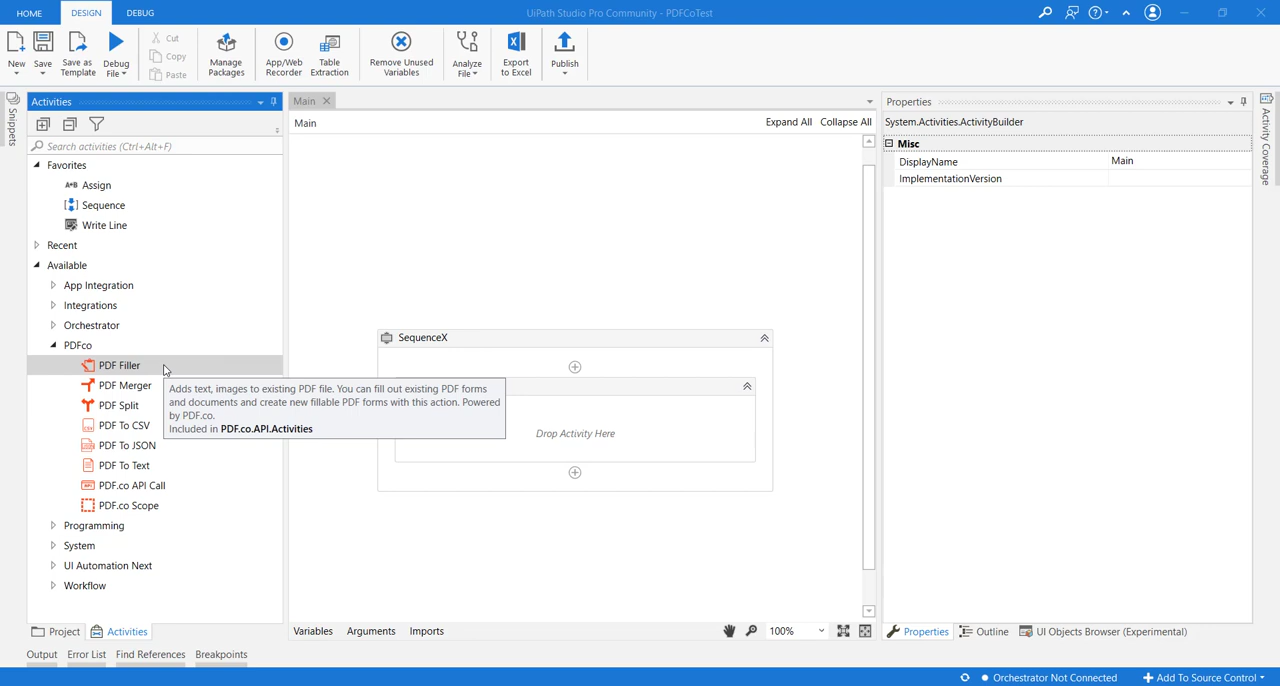 HOME
DESIGN
DEBUG
UiPath Studio Pro Community - PDFCoTest
New
Save
Save as
Template
Debug
File
Cut
Copy
Paste
Manage
Packages
App/Web
Recorder
Table
Extraction
Remove Unused
Variables
Analyze
File
Export
to Excel
Publish
Snippets
Activities
Search activities (Ctrl+Alt+F)
Favorites
A*B Assign
Sequence
Write Line
Recent
Available
App Integration
Integrations
Orchestrator
PDFco
PDF Filler
PDF Merger
PDF Split
PDF To CSV
PDF To JSON
PDF To Text
PDF.co API Call
PDF.co Scope
Programming
System
UI Automation Next
Workflow
Project
Activities
Main
Main
Expand All
Collapse All
SequenceX
Adds text, images to existing PDF file. You can fill out existing PDF forms
and documents and create new fillable PDF forms with this action. Powered
by PDF.co.
Included in PDF.co.API.Activities
Drop Activity Here
Variables
Arguments
Imports
100%
Properties
System.Activities.ActivityBuilder
Misc
DisplayName
Main
ImplementationVersion
Activity Coverage
Properties
Outline
UI Objects Browser (Experimental)
Output
Error List
Find References
Breakpoints
Orchestrator Not Connected
Add To Source Control